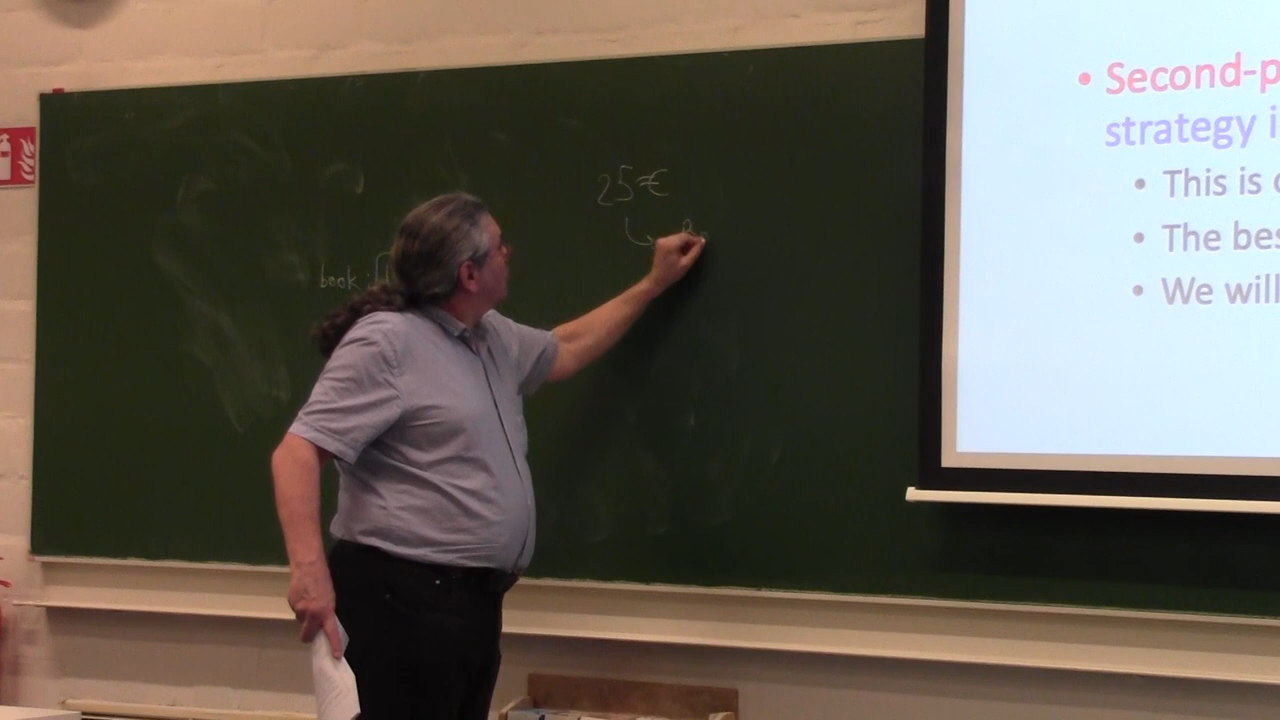 25€
book :
• Second-p
strategy i
• This is
• The bes
• We will